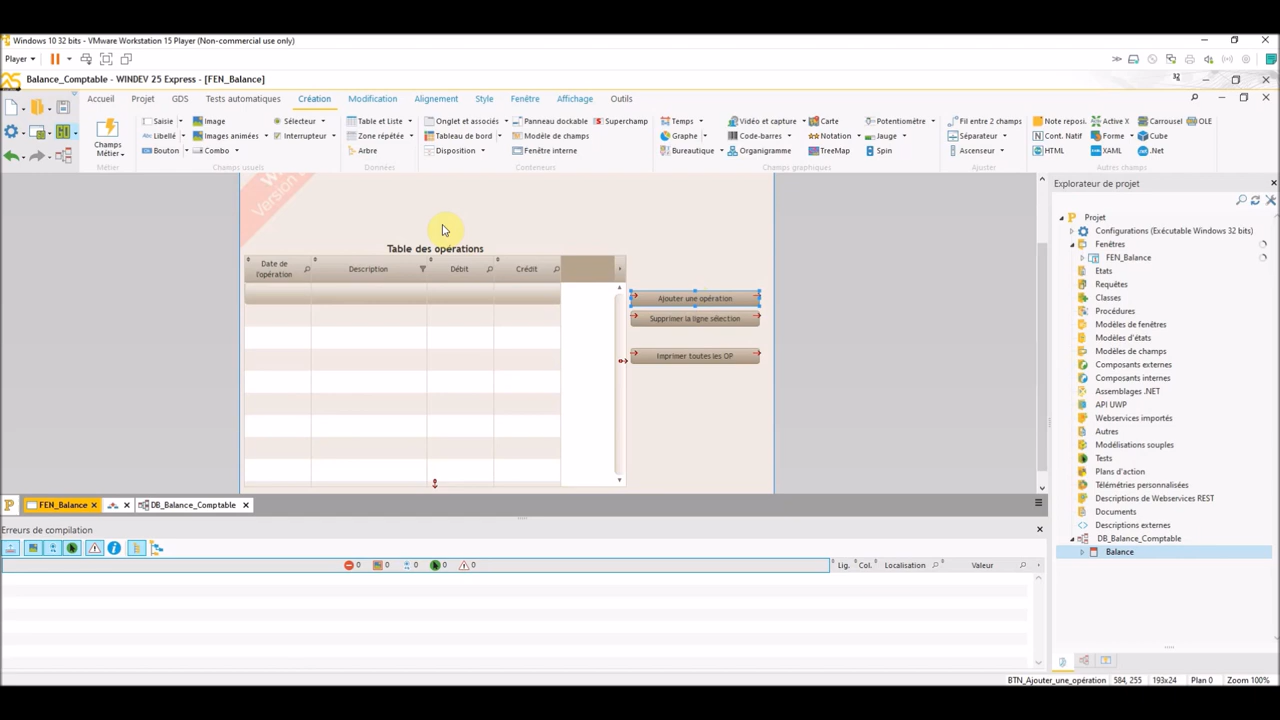 Windows 10 32 bits - VMware Workstation 15 Player (Non-commercial use only)
Player
Balance_Comptable - WINDEV 25 Express - [FEN_Balance]
32
Accueil Projet GDS Tests automatiques Création Modification Alignement Style Fenêtre Affichage Outils
Saisie Image Sélecteur Table et Liste Onglet et associés Panneau dockable Superchamp Temps Vidéo et capture Carte Potentiomètre Fil entre 2 champs Note reposi. Active X Carrousel OLE
Champs Métier
Libellé Images animées Interrupteur Zone répétée Tableau de bord Modèle de champs Graphe Code-barres Notation Jauge Séparateur Cont. Natif Forme Cube
Bouton Combo Arbre Disposition Fenêtre interne Bureautique Organigramme TreeMap Spin Ascenseur HTML XAML .Net
Métier Champs usuels Données Conteneurs Champs graphiques Ajuster Autres champs
Version
Table des opérations
Date de l'opération Description Débit Crédit
Ajouter une opération
Supprimer la ligne sélection
Imprimer toutes les OP
Explorateur de projet
Projet
Configurations (Exécutable Windows 32 bits)
Fenêtres
FEN_Balance
Etats
Requêtes
Classes
Procédures
Modèles de fenêtres
Modèles d'états
Modèles de champs
Composants externes
Composants internes
Assemblages .NET
API UWP
Webservices importés
Autres
Modélisations souples
Tests
Plans d'action
Télémétries personnalisées
Descriptions de Webservices REST
Documents
Descriptions externes
DB_Balance_Comptable
Balance
FEN_Balance DB_Balance_Comptable
Erreurs de compilation
0 0 0 0 0 Lig. Col. Localisation Valeur
BTN_Ajouter_une_opération 584, 255 193x24 Plan 0 Zoom 100%